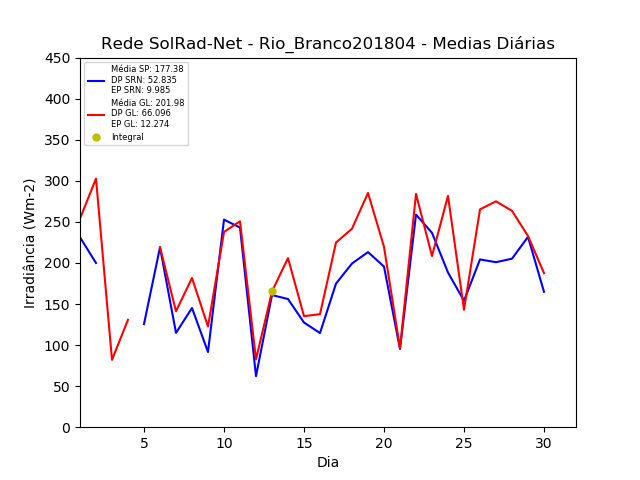 Rede SolRad-Net - Rio_Branco201804 - Medias Diárias
Média SP: 177.38
DP SRN: 52.835
EP SRN: 9.985
Média GL: 201.98
DP GL: 66.096
EP GL: 12.274
Integral
450
400
350
300
250
200
150
100
50
0
Irradiância (Wm-2)
5
10
15
20
25
30
Dia